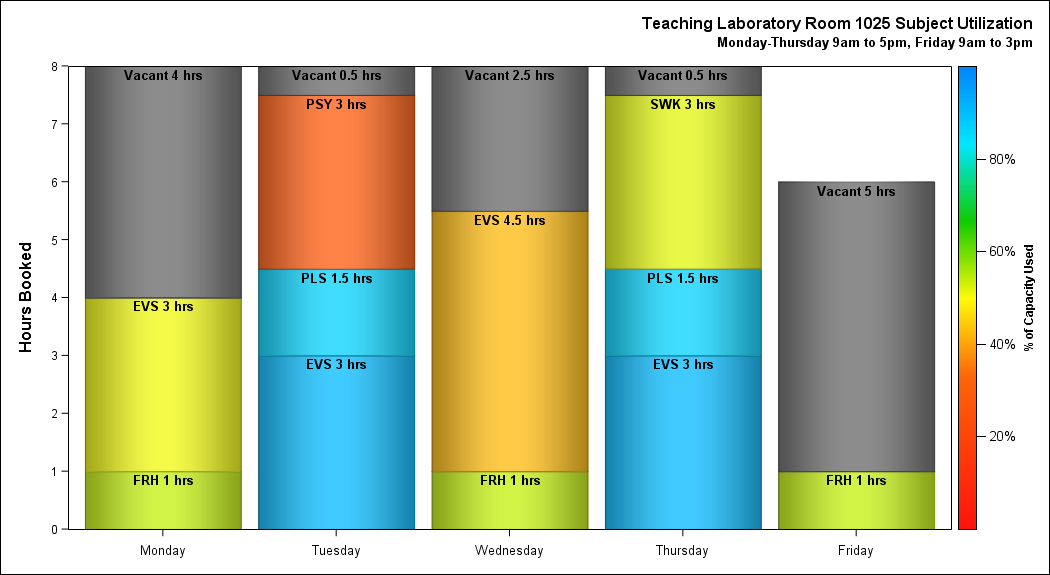 Teaching Laboratory Room 1025 Subject Utilization
Monday-Thursday 9am to 5pm, Friday 9am to 3pm
Hours Booked
8
7
6
5
4
3
2
1
0
Vacant 4 hrs
EVS 3 hrs
FRH 1 hrs
Vacant 0.5 hrs
PSY 3 hrs
PLS 1.5 hrs
EVS 3 hrs
Vacant 2.5 hrs
EVS 4.5 hrs
FRH 1 hrs
Vacant 0.5 hrs
SWK 3 hrs
PLS 1.5 hrs
EVS 3 hrs
Vacant 5 hrs
FRH 1 hrs
Monday
Tuesday
Wednesday
Thursday
Friday
80%
60%
40%
20%
% of Capacity Used